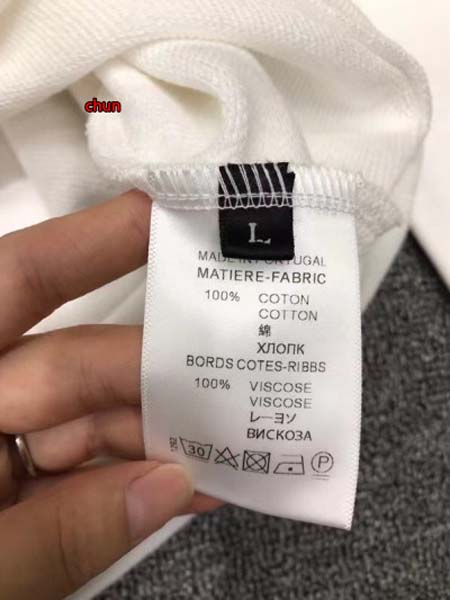 chun
L
MADE IN PORTUGAL
MATIERE-FABRIC
100% COTON
COTTON
綿
ХЛОПК
BORDS COTES-RIBBS
100% VISCOSE
VISCOSE
レーヨソ
ВИСКОЗА
30
P